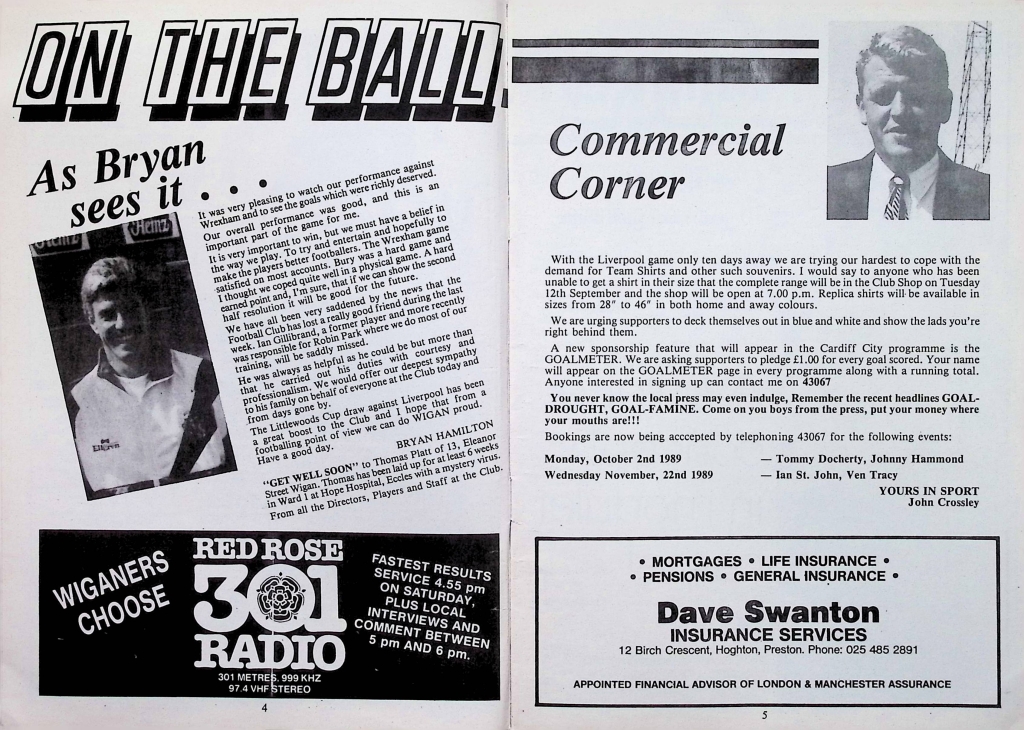 ON THE BALL
As Bryan
sees it . . .
It was very pleasing to watch our performance against
Wrexham and to see the goals which were richly deserved.
Our overall performance was good, and this is an
important part of the game for me.
It is very important to win, but we must have a belief in
the way we play. To try and entertain and hopefully to
make the players better footballers. The Wrexham game
satisfied on most accounts. Bury was a hard game and
I thought we coped quite well in a physical game. A hard
earned point and, I'm sure, that if we can show the second
half resolution it will be good for the future.
We have all been very saddened by the news that the
Football Club has lost a really good friend during the last
week. Ian Gillibrand, a former player and more recently
was responsible for Robin Park where we do most of our
training, will be saddly missed.
He was always as helpful as he could be but more than
that he carried out his duties with courtesy and
professionalism. We would offer our deepest sympathy
to his family on behalf of everyone at the Club today and
from days gone by.
The Littlewoods Cup draw against Liverpool has been
a great boost to the Club and I hope that from a
footballing point of view we can do WIGAN proud.
Have a good day.
BRYAN HAMILTON
"GET WELL SOON" to Thomas Platt of 13, Eleanor
Street Wigan. Thomas has been laid up for at least 6 weeks
in Ward 1 at Hope Hospital, Eccles with a mystery virus.
From all the Directors, Players and Staff at the Club.
Heinz
Heinz
WIGANERS
CHOOSE
RED ROSE
301
RADIO
301 METRES, 999 KHZ
97.4 VHF STEREO
FASTEST RESULTS
SERVICE 4.55 pm
ON SATURDAY,
PLUS LOCAL
INTERVIEWS AND
COMMENT BETWEEN
5 pm AND 6 pm.
4
Commercial
Corner
With the Liverpool game only ten days away we are trying our hardest to cope with the
demand for Team Shirts and other such souvenirs. I would say to anyone who has been
unable to get a shirt in their size that the complete range will be in the Club Shop on Tuesday
12th September and the shop will be open at 7.00 p.m. Replica shirts will be available in
sizes from 28" to 46" in both home and away colours.
We are urging supporters to deck themselves out in blue and white and show the lads you're
right behind them.
A new sponsorship feature that will appear in the Cardiff City programme is the
GOALMETER. We are asking supporters to pledge £1.00 for every goal scored. Your name
will appear on the GOALMETER page in every programme along with a running total.
Anyone interested in signing up can contact me on 43067
You never know the local press may even indulge, Remember the recent headlines GOAL-
DROUGHT, GOAL-FAMINE. Come on you boys from the press, put your money where
your mouths are!!!
Bookings are now being acccepted by telephoning 43067 for the following events:
Monday, October 2nd 1989 — Tommy Docherty, Johnny Hammond
Wednesday November, 22nd 1989 — Ian St. John, Ven Tracy
YOURS IN SPORT
John Crossley
• MORTGAGES • LIFE INSURANCE •
• PENSIONS • GENERAL INSURANCE •
Dave Swanton
INSURANCE SERVICES
12 Birch Crescent, Hoghton, Preston. Phone: 025 485 2891
APPOINTED FINANCIAL ADVISOR OF LONDON & MANCHESTER ASSURANCE
5